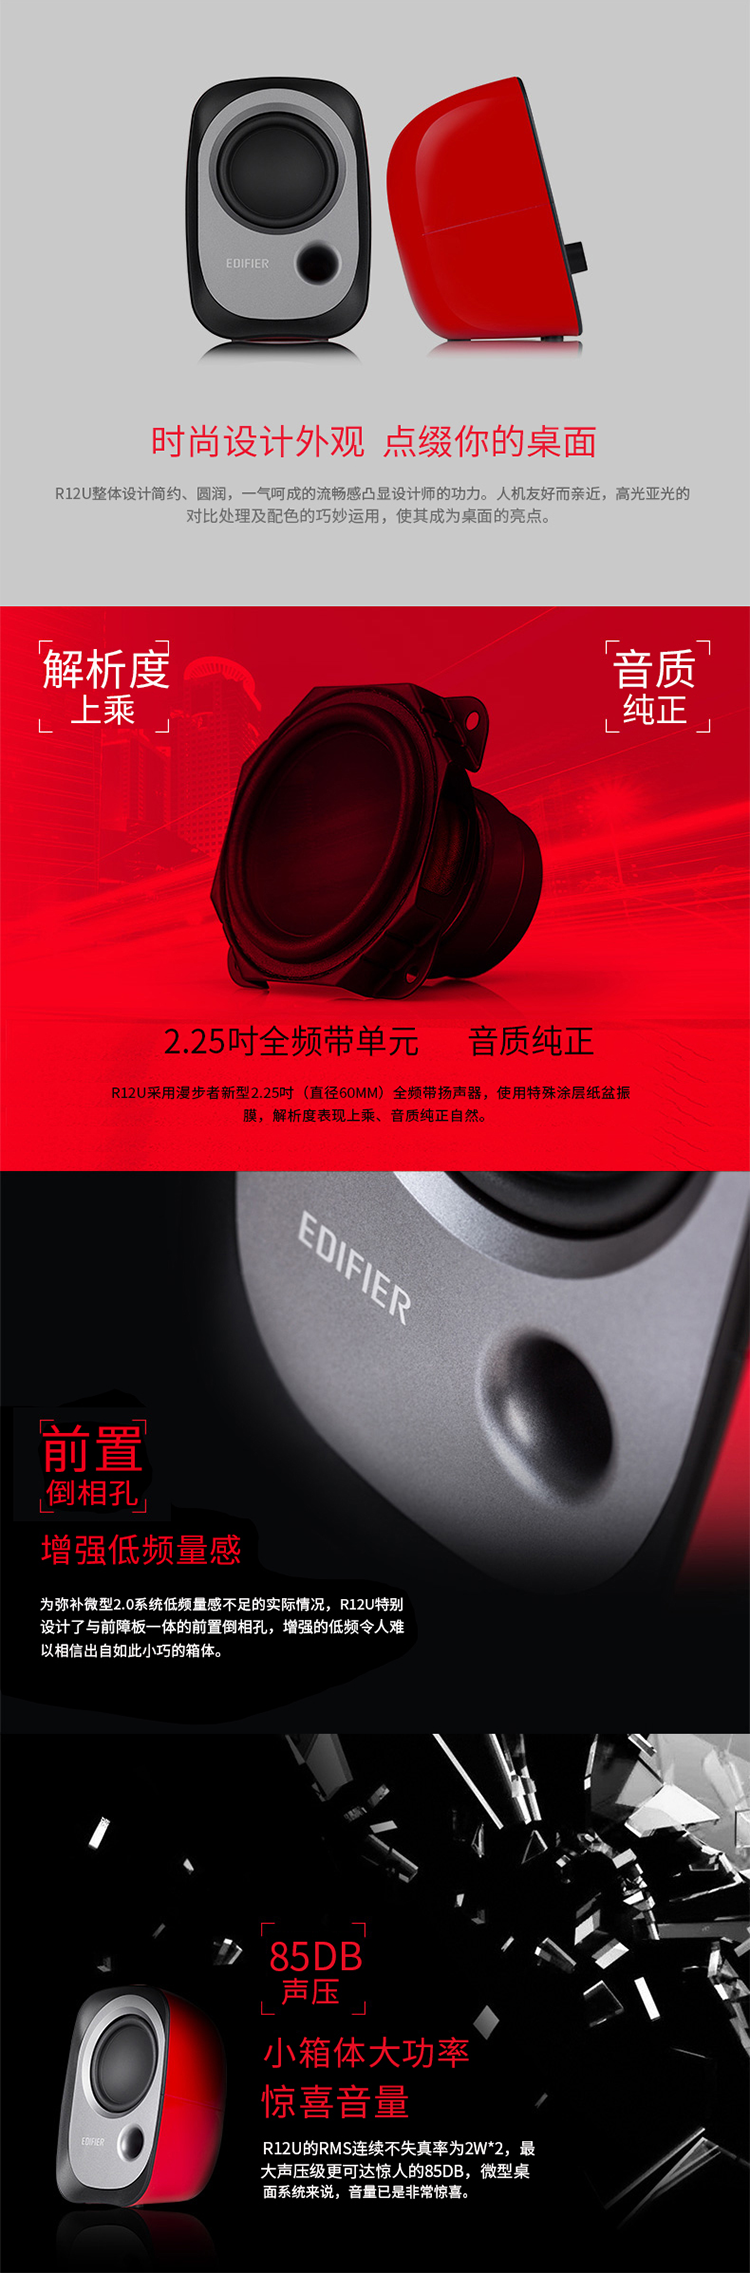 EDIFIER
时尚设计外观 点缀你的桌面
R12U整体设计简约、圆润，一气呵成的流畅感凸显设计师的功力。人机友好而亲近，高光亚光的
对比处理及配色的巧妙运用，使其成为桌面的亮点。
解析度
上乘
音质
纯正
2.25吋全频带单元 音质纯正
R12U采用漫步者新型2.25吋（直径60MM）全频带扬声器，使用特殊涂层纸盆振
膜，解析度表现上乘、音质纯正自然。
EDIFIER
前置
倒相孔
增强低频量感
为弥补微型2.0系统低频量感不足的实际情况，R12U特别
设计了与前障板一体的前置倒相孔，增强的低频令人难
以相信出自如此小巧的箱体。
85DB
声压
小箱体大功率
惊喜音量
EDIFIER
R12U的RMS连续不失真率为2W*2，最
大声压级更可达惊人的85DB，微型桌
面系统来说，音量已是非常惊喜。